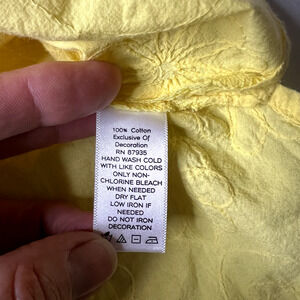 100% Cotton
Exclusive Of
Decoration
RN 87935
HAND WASH COLD
WITH LIKE COLORS
ONLY NON-
CHLORINE BLEACH
WHEN NEEDED
DRY FLAT
LOW IRON IF
NEEDED
DO NOT IRON
DECORATION